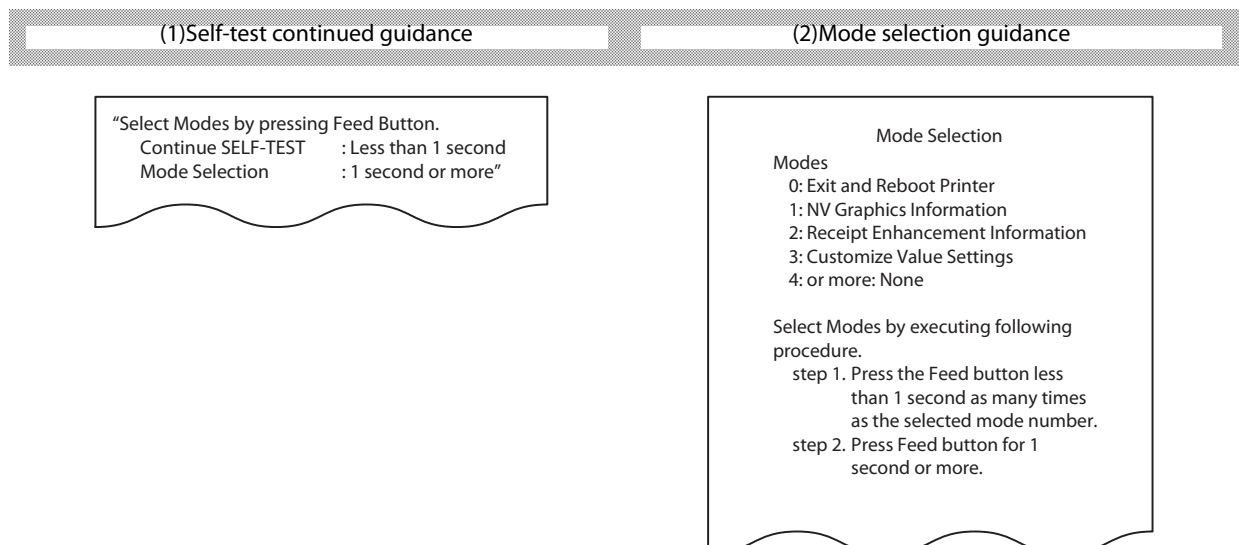 (1)Self-test continued guidance
(2)Mode selection guidance
“Select Modes by pressing Feed Button.
Continue SELF-TEST : Less than 1 second
Mode Selection : 1 second or more”
Mode Selection
Modes
0: Exit and Reboot Printer
1: NV Graphics Information
2: Receipt Enhancement Information
3: Customize Value Settings
4: or more: None
Select Modes by executing following
procedure.
step 1. Press the Feed button less
than 1 second as many times
as the selected mode number.
step 2. Press Feed button for 1
second or more.